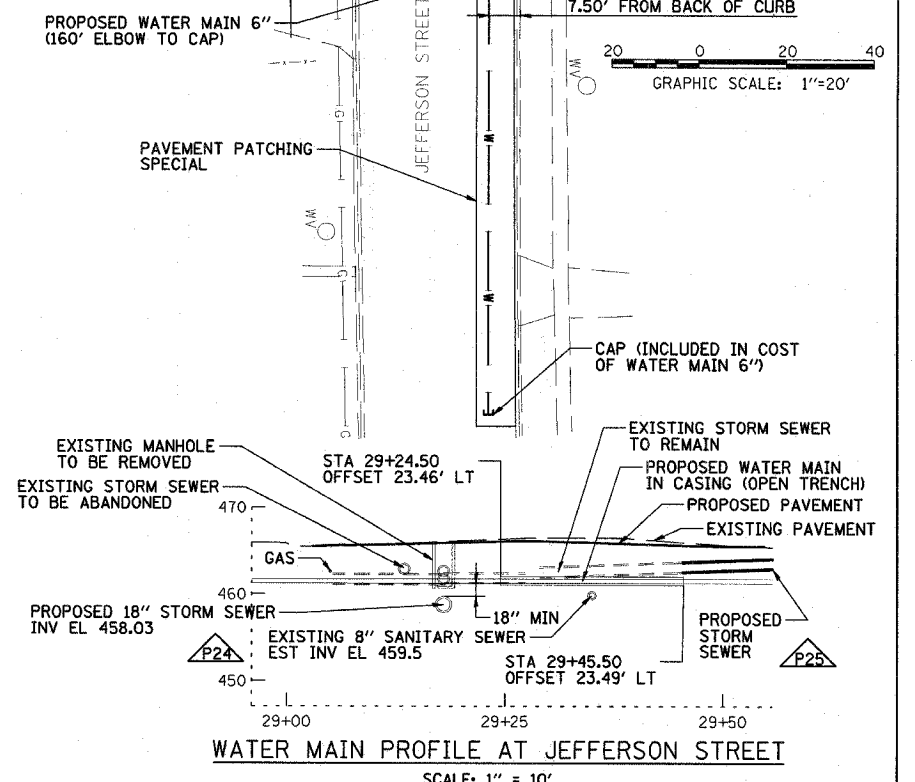 PROPOSED WATER MAIN 6"
(160' ELBOW TO CAP)
JEFFERSON STREET
7.50' FROM BACK OF CURB
20 0 20 40
GRAPHIC SCALE: 1"=20'
WV
G
W
PAVEMENT PATCHING
SPECIAL
WV
G
W
CAP (INCLUDED IN COST
OF WATER MAIN 6")
G
EXISTING MANHOLE
TO BE REMOVED
EXISTING STORM SEWER
TO BE ABANDONED
STA 29+24.50
OFFSET 23.46' LT
EXISTING STORM SEWER
TO REMAIN
PROPOSED WATER MAIN
IN CASING (OPEN TRENCH)
PROPOSED PAVEMENT
EXISTING PAVEMENT
470
GAS
460
PROPOSED 18" STORM SEWER
INV EL 458.03
18" MIN
EXISTING 8" SANITARY SEWER
EST INV EL 459.5
PROPOSED
STORM
SEWER
P24
P25
STA 29+45.50
OFFSET 23.49' LT
450
29+00 29+25 29+50
WATER MAIN PROFILE AT JEFFERSON STREET
SCALE: 1" = 10'